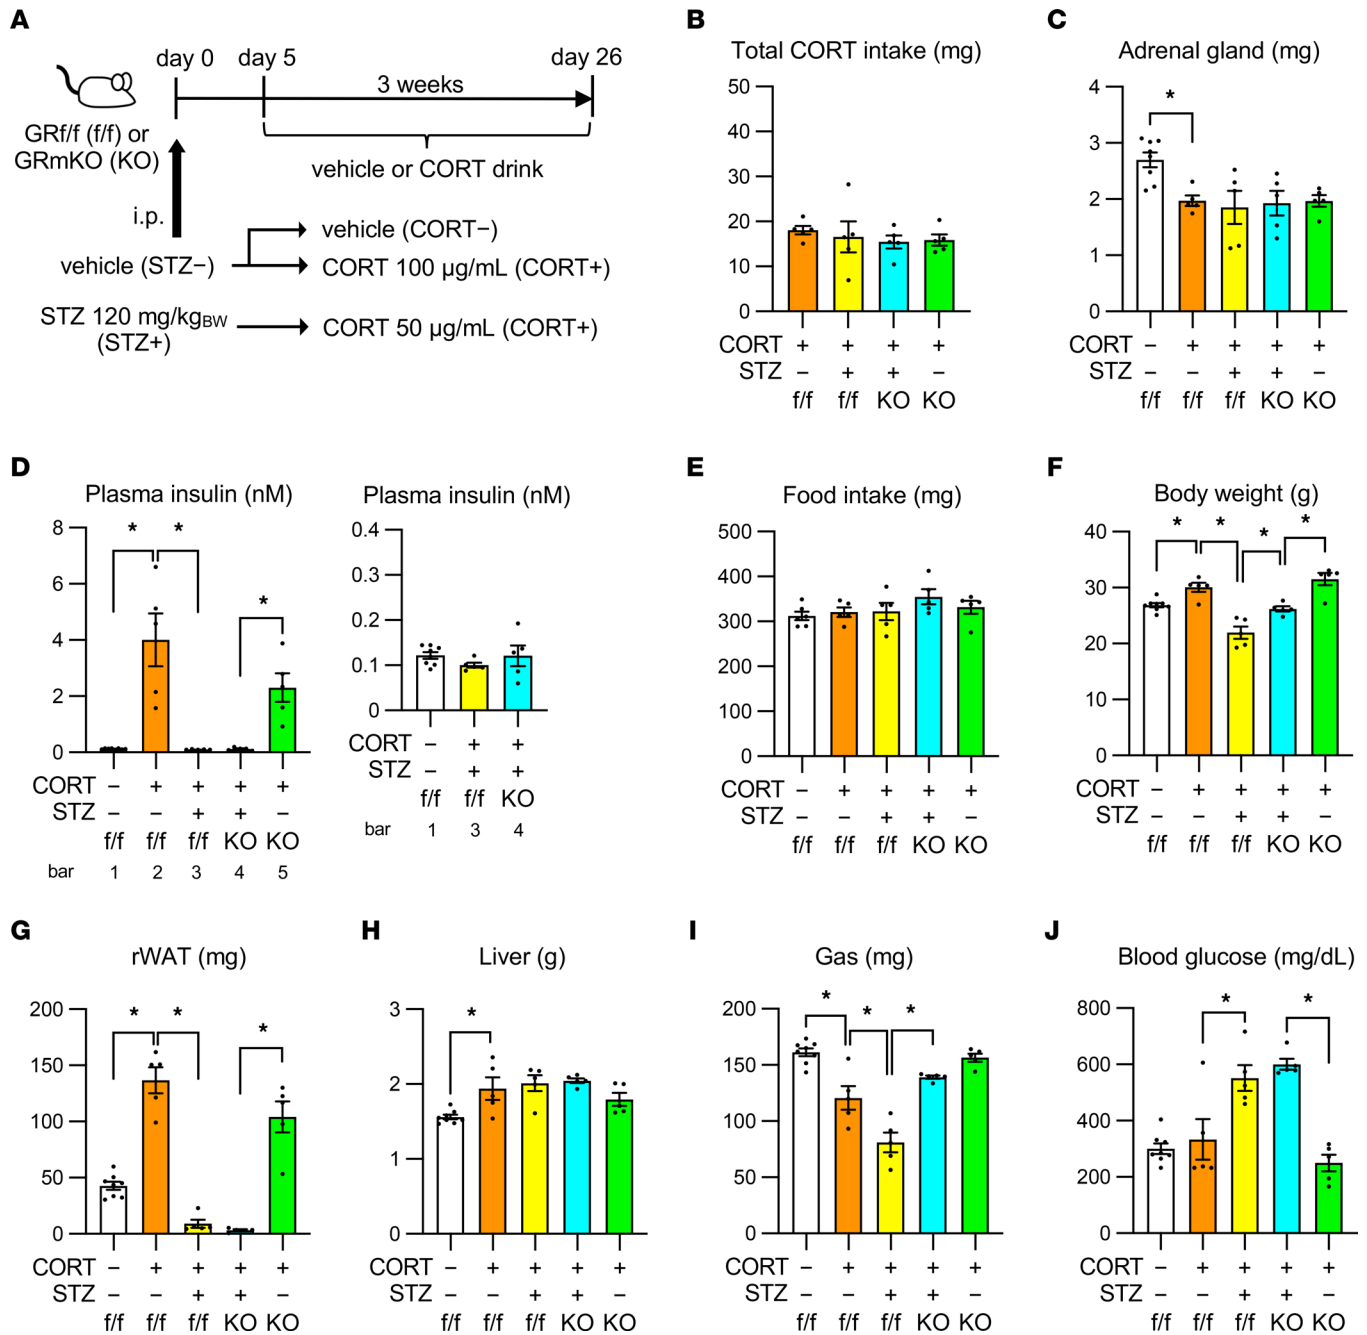 A
day 0 day 5 day 26
3 weeks
GRf/f (f/f) or
GRmKO (KO)
vehicle or CORT drink
i.p.
vehicle (CORT−)
vehicle (STZ−)
CORT 100 µg/mL (CORT+)
STZ 120 mg/kgBW
(STZ+)
CORT 50 µg/mL (CORT+)
B
Total CORT intake (mg)
50
40
30
20
10
0
CORT + + + +
STZ − + + −
f/f f/f KO KO
C
Adrenal gland (mg)
4
3
2
1
0
*
CORT − + + + +
STZ − − + + −
f/f f/f f/f KO KO
D
Plasma insulin (nM)
8
6
4
2
0
* * *
CORT − + + + +
STZ − − + + −
f/f f/f f/f KO KO
bar 1 2 3 4 5
Plasma insulin (nM)
0.4
0.3
0.2
0.1
0
CORT − + +
STZ − + +
f/f f/f KO
bar 1 3 4
E
Food intake (mg)
500
400
300
200
100
0
CORT − + + + +
STZ − − + + −
f/f f/f f/f KO KO
F
Body weight (g)
40
30
20
10
0
* * * *
CORT − + + + +
STZ − − + + −
f/f f/f f/f KO KO
G
rWAT (mg)
200
150
100
50
0
* * *
CORT − + + + +
STZ − − + + −
f/f f/f f/f KO KO
H
Liver (g)
3
2
1
0
*
CORT − + + + +
STZ − − + + −
f/f f/f f/f KO KO
I
Gas (mg)
200
150
100
50
0
* * *
CORT − + + + +
STZ − − + + −
f/f f/f f/f KO KO
J
Blood glucose (mg/dL)
800
600
400
200
0
* *
CORT − + + + +
STZ − − + + −
f/f f/f f/f KO KO